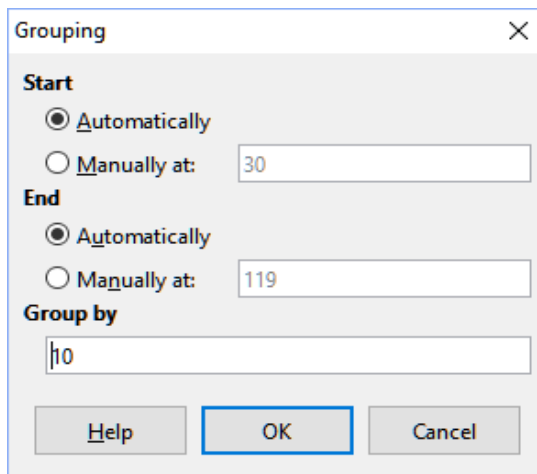 Grouping
Start
Automatically
Manually at: 30
End
Automatically
Manually at: 119
Group by
10
Help OK Cancel